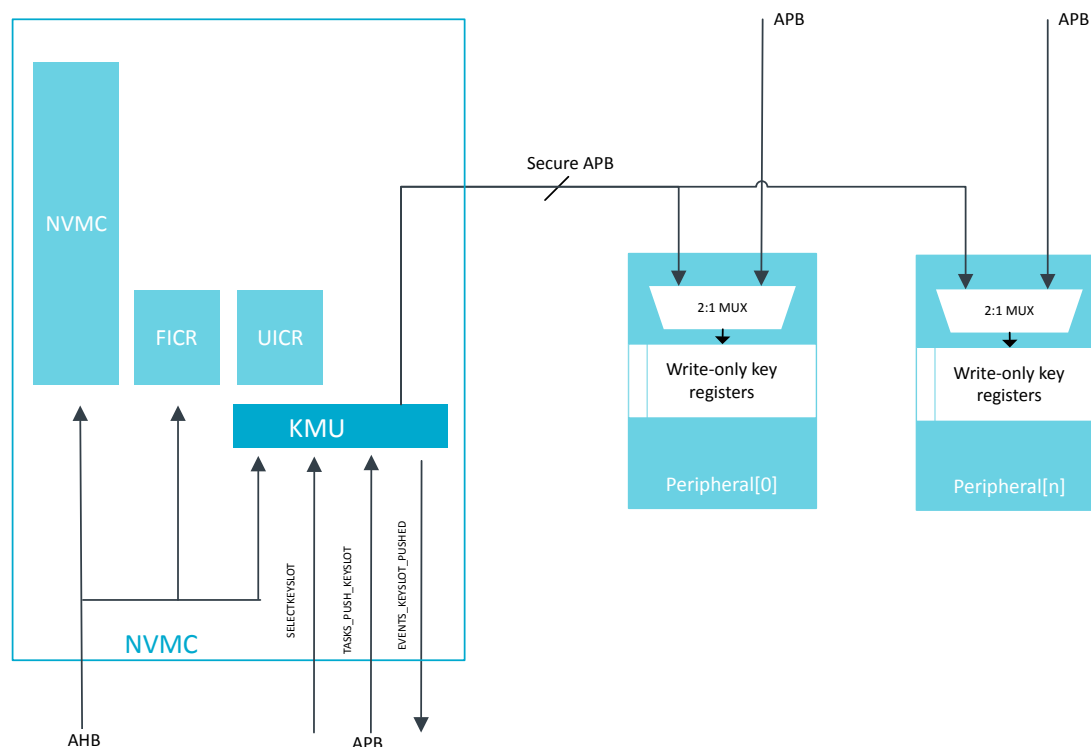 APB
APB
Secure APB
NVMC
FICR
UICR
2:1 MUX
2:1 MUX
Write-only key
registers
Write-only key
registers
KMU
Peripheral[0]
Peripheral[n]
SELECTKEYSLOT
TASKS_PUSH_KEYSLOT
EVENTS_KEYSLOT_PUSHED
NVMC
AHB
APB